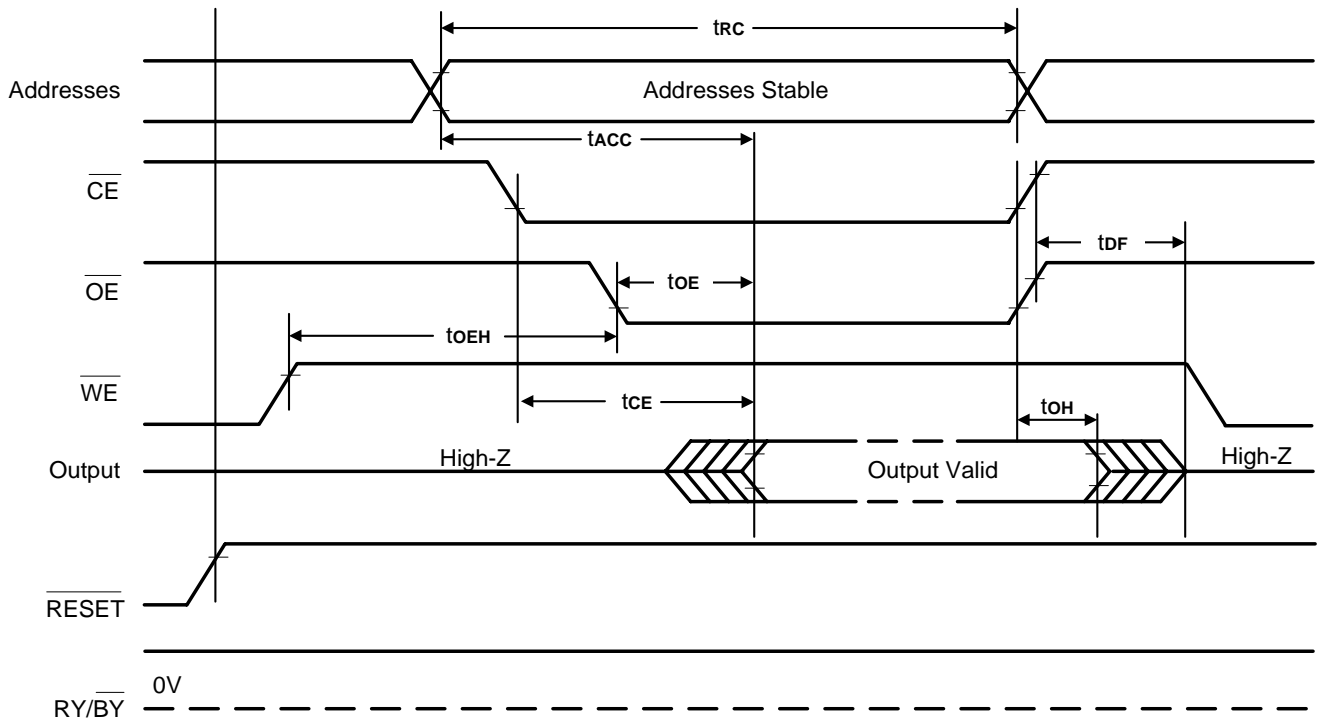 tRC
Addresses
Addresses Stable
tACC
CE
tDF
OE
tOE
tOEH
WE
tCE
tOH
Output
High-Z
Output Valid
High-Z
RESET
0V
RY/BY